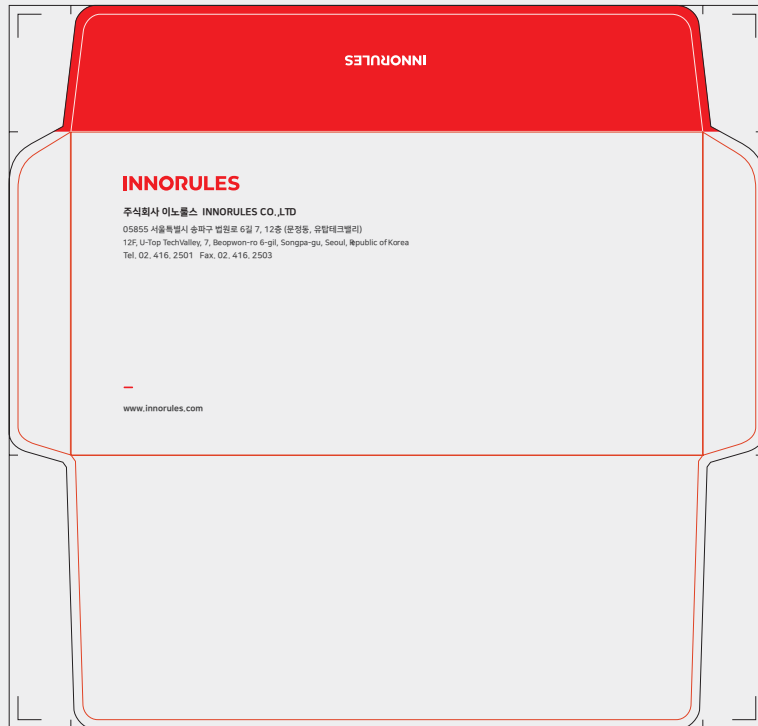 INNORULES
INNORULES
주식회사 이노룰스 INNORULES CO.,LTD
05855 서울특별시 송파구 법원로 6길 7, 12층 (문정동, 유탑테크밸리)
12F, U-Top TechValley, 7, Beopwon-ro 6-gil, Songpa-gu, Seoul, Republic of Korea
Tel. 02. 416. 2501 Fax. 02. 416. 2503
www.innorules.com